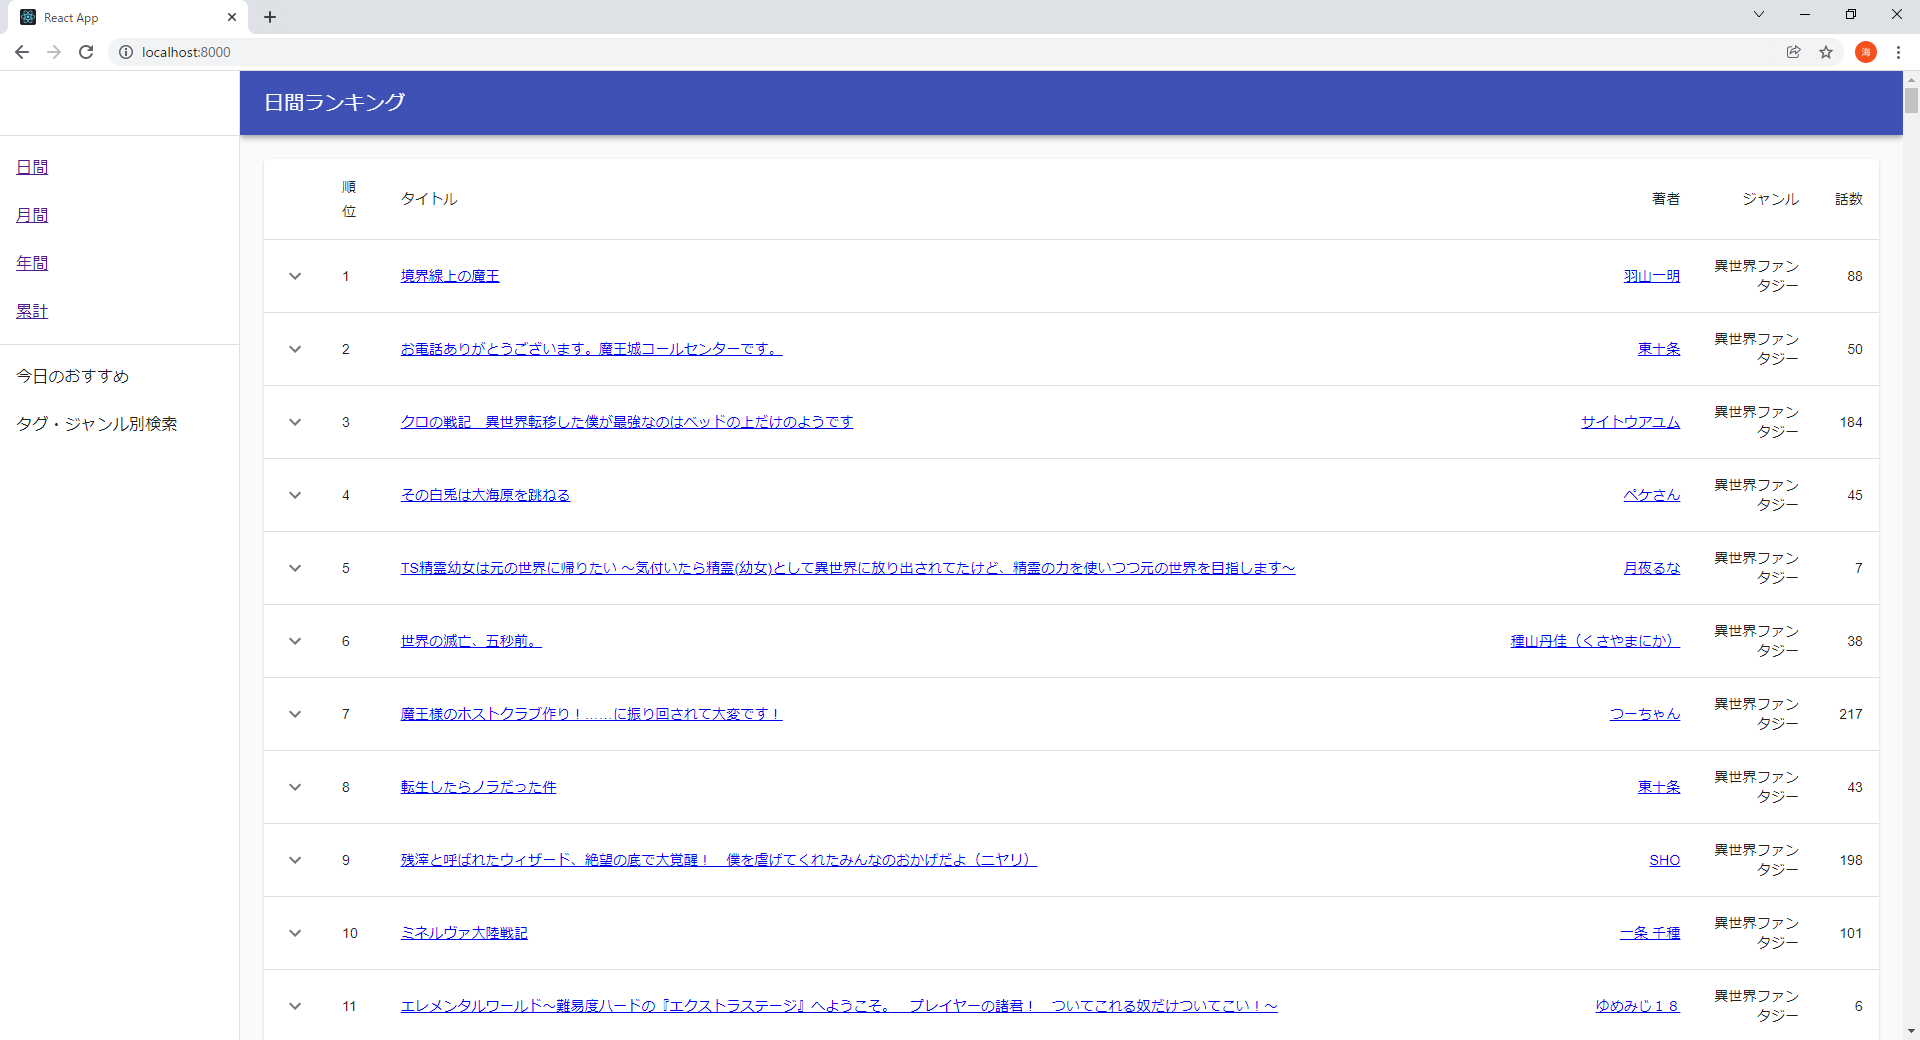 React App
localhost:8000
海
日間ランキング
日間
月間
年間
累計
今日のおすすめ
タグ・ジャンル別検索
順
位
タイトル
著者
ジャンル
話数
1
境界線上の魔王
羽山一明
異世界ファン
タジー
88
2
お電話ありがとうございます。魔王城コールセンターです。
東十条
異世界ファン
タジー
50
3
クロの戦記　異世界転移した僕が最強なのはベッドの上だけのようです
サイトウアユム
異世界ファン
タジー
184
4
その白兎は大海原を跳ねる
ペケさん
異世界ファン
タジー
45
5
TS精霊幼女は元の世界に帰りたい ～気付いたら精霊(幼女)として異世界に放り出されてたけど、精霊の力を使いつつ元の世界を目指します～
月夜るな
異世界ファン
タジー
7
6
世界の滅亡、五秒前。
種山丹佳（くさやまにか）
異世界ファン
タジー
38
7
魔王様のホストクラブ作り！……に振り回されて大変です！
つーちゃん
異世界ファン
タジー
217
8
転生したらノラだった件
東十条
異世界ファン
タジー
43
9
残滓と呼ばれたウィザード、絶望の底で大覚醒！　僕を虐げてくれたみんなのおかげだよ（ニヤリ）
SHO
異世界ファン
タジー
198
10
ミネルヴァ大陸戦記
一条 千種
異世界ファン
タジー
101
11
エレメンタルワールド～難易度ハードの『エクストラステージ』へようこそ。　プレイヤーの諸君！　ついてこれる奴だけついてこい！～
ゆめみじ１８
異世界ファン
タジー
6